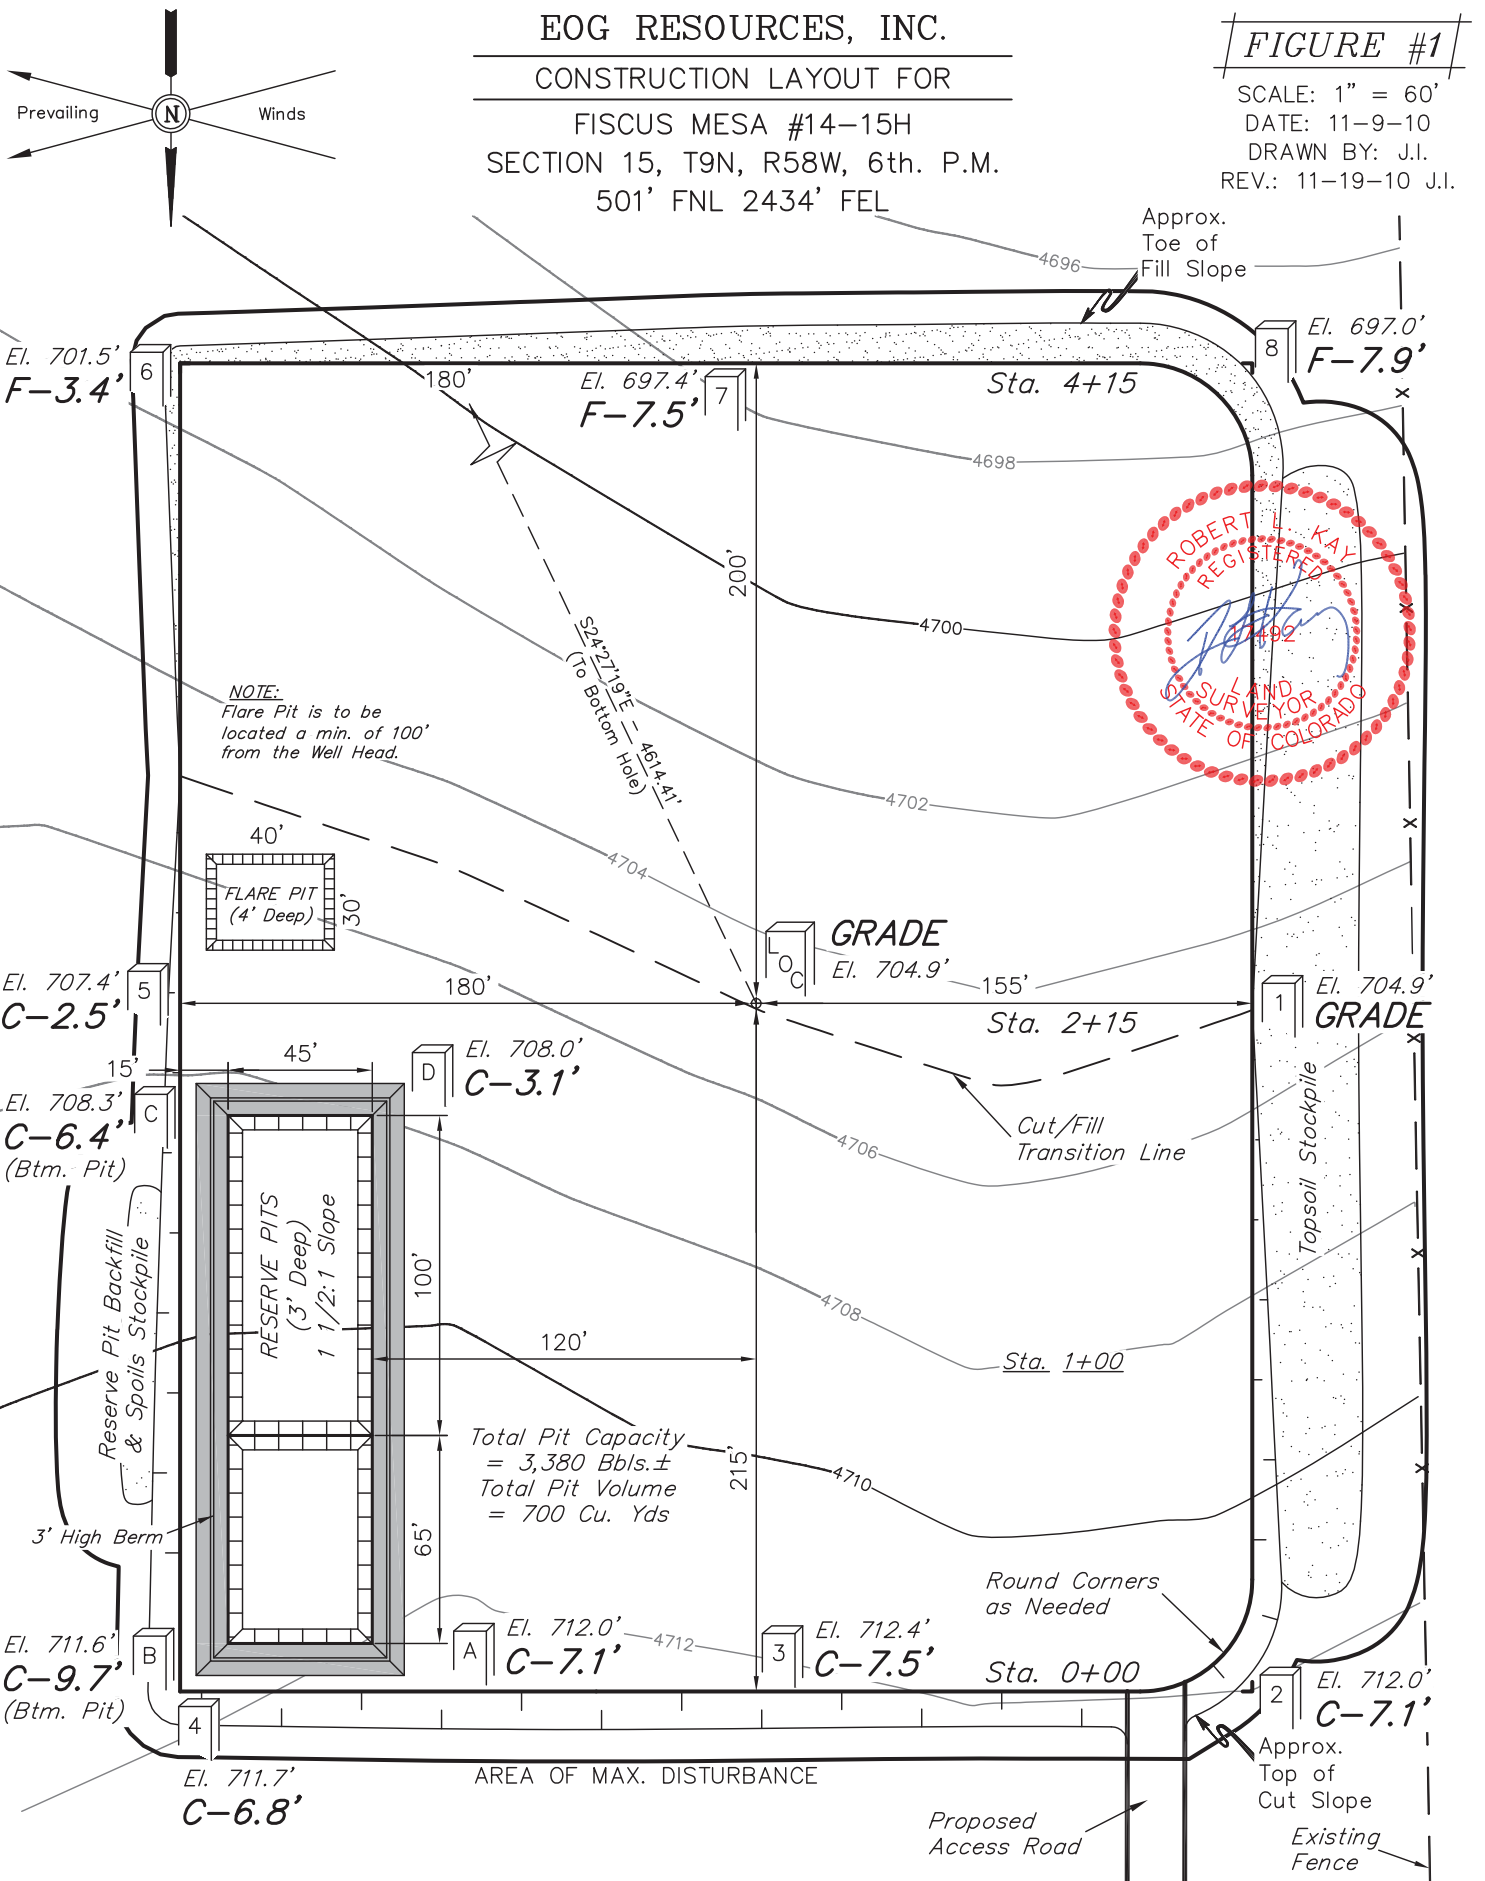 EOG RESOURCES, INC.
CONSTRUCTION LAYOUT FOR
FISCUS MESA #14-15H
SECTION 15, T9N, R58W, 6th. P.M.
501' FNL 2434' FEL
FIGURE #1
SCALE: 1" = 60'
DATE: 11-9-10
DRAWN BY: J.I.
REV.: 11-19-10 J.I.
Prevailing
N
Winds
Approx.
Toe of
Fill Slope
4696
El. 701.5'
F-3.4'
6
180'
El. 697.4'
F-7.5'
7
Sta. 4+15
8
El. 697.0'
F-7.9'
x
4698
200'
4700
ROBERT L. KAY
REGISTERED
17492
LAND
SURVEYOR
STATE OF COLORADO
x
S24°27'19"E - 4614.41'
(To Bottom Hole)
NOTE:
Flare Pit is to be
located a min. of 100'
from the Well Head.
4702
x
4704
40'
FLARE PIT
(4' Deep)
30'
LOC
GRADE
El. 704.9'
El. 707.4'
C-2.5'
5
180'
155'
Sta. 2+15
1
El. 704.9'
GRADE
x
15'
45'
D
El. 708.0'
C-3.1'
El. 708.3'
C-6.4'
(Btm. Pit)
C
Cut/Fill
Transition Line
4706
Topsoil Stockpile
RESERVE PITS
(3' Deep)
1 1/2:1 Slope
100'
Reserve Pit Backfill
& Spoils Stockpile
x
4708
120'
Sta. 1+00
Total Pit Capacity
= 3,380 Bbls.±
Total Pit Volume
= 700 Cu. Yds
215'
4710
x
3' High Berm
65'
Round Corners
as Needed
El. 711.6'
C-9.7'
(Btm. Pit)
B
A
El. 712.0'
C-7.1'
4712
3
El. 712.4'
C-7.5'
Sta. 0+00
2
El. 712.0'
C-7.1'
4
El. 711.7'
C-6.8'
AREA OF MAX. DISTURBANCE
Approx.
Top of
Cut Slope
Proposed
Access Road
Existing
Fence